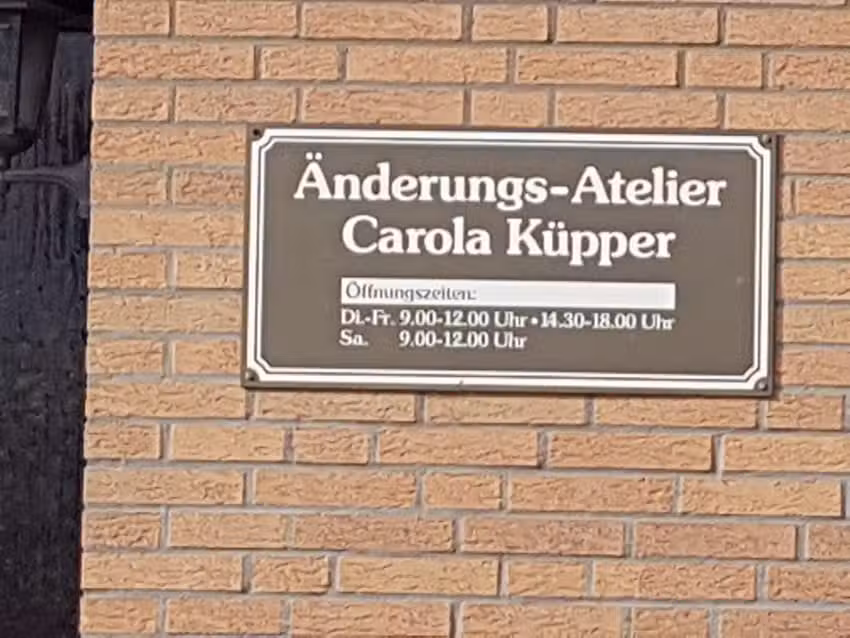 Änderungs-Atelier
Carola Küpper
Öffnungszeiten:
Di.-Fr. 9.00-12.00 Uhr • 14.30-18.00 Uhr
Sa. 9.00-12.00 Uhr